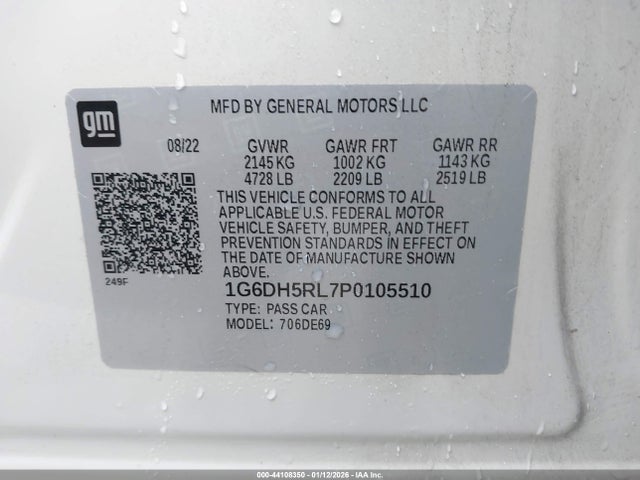 gm
MFD BY GENERAL MOTORS LLC
08/22 GVWR GAWR FRT GAWR RR
2145 KG 1002 KG 1143 KG
4728 LB 2209 LB 2519 LB
THIS VEHICLE CONFORMS TO ALL
APPLICABLE U.S. FEDERAL MOTOR
VEHICLE SAFETY, BUMPER, AND THEFT
PREVENTION STANDARDS IN EFFECT ON
THE DATE OF MANUFACTURE SHOWN
ABOVE.
249F
1G6DH5RL7P0105510
TYPE: PASS CAR
MODEL: 706DE69
000-44108350 - 01/12/2026 - IAA Inc.